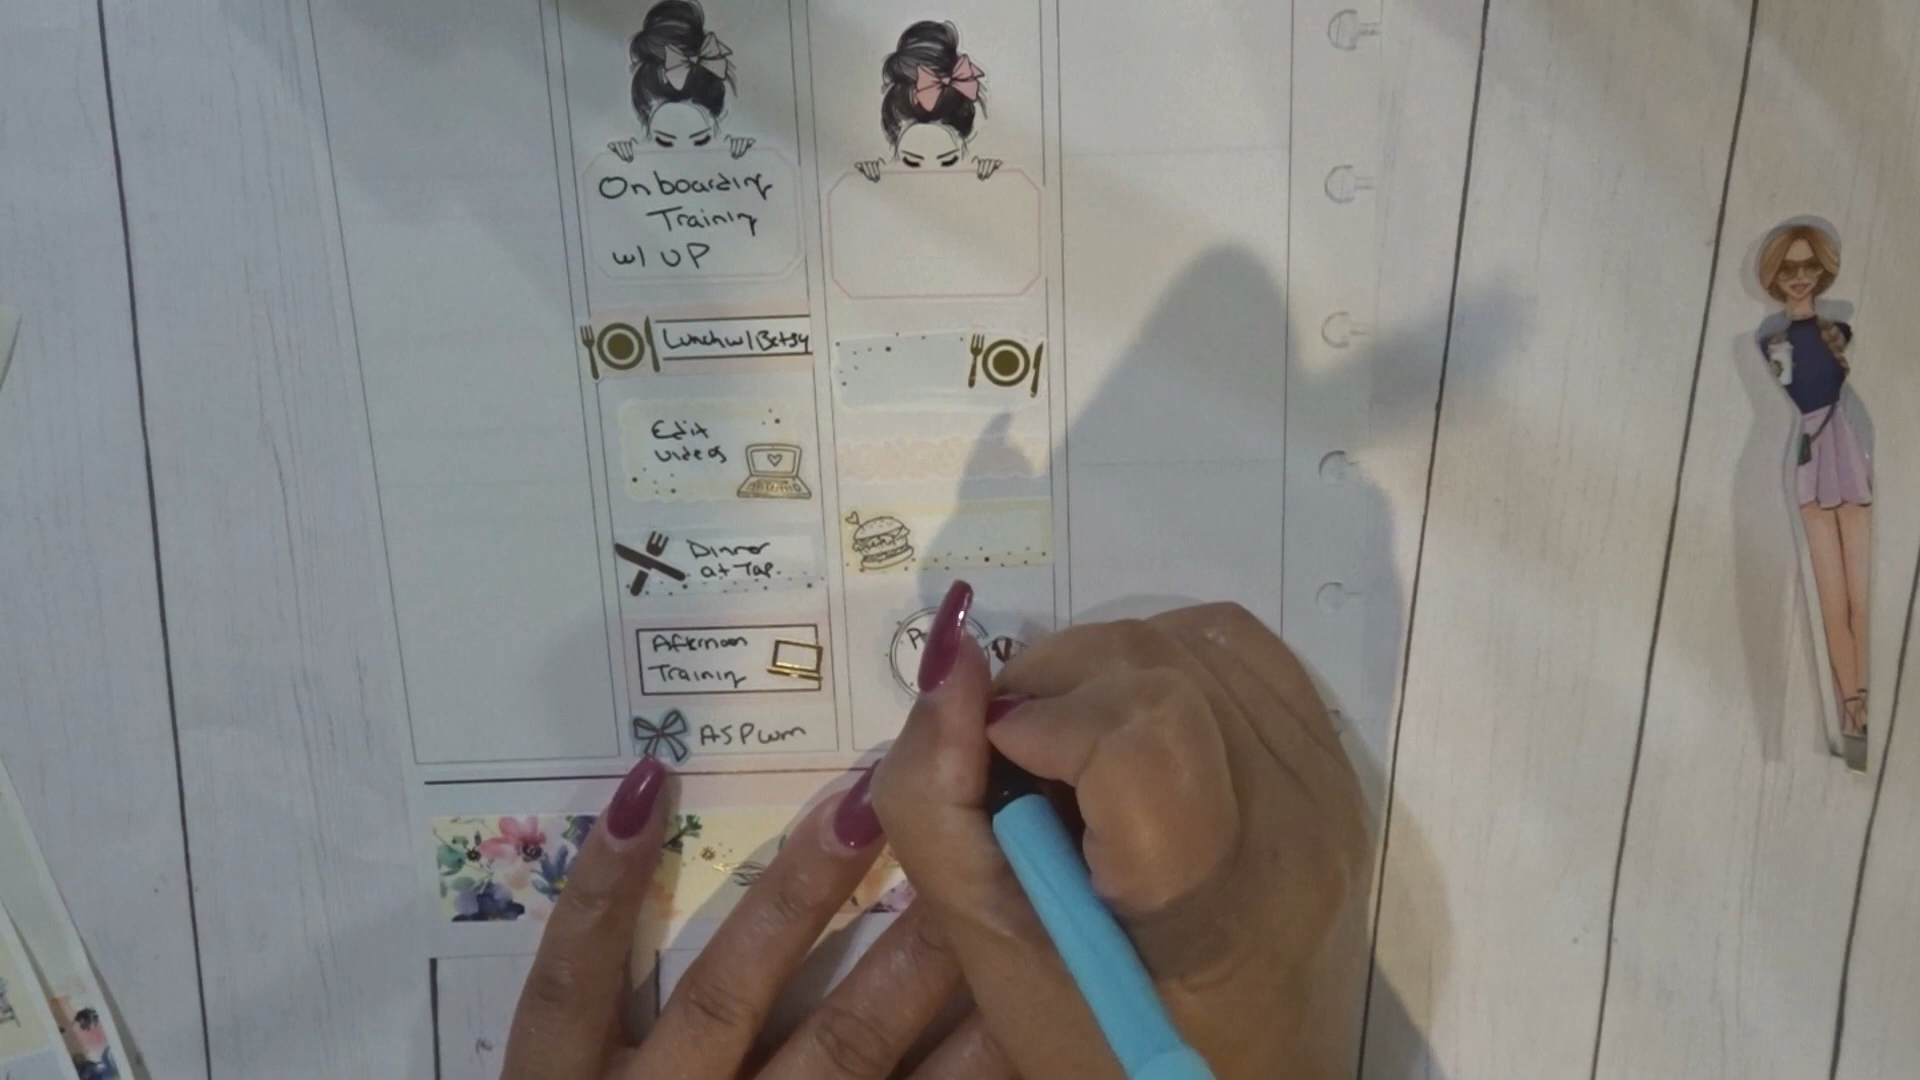 Onboarding
Training
w/ UP
Lunch w/ Betsy
Edit
videos
Dinner
at Tap.
Afternoon
Training
ASP wm